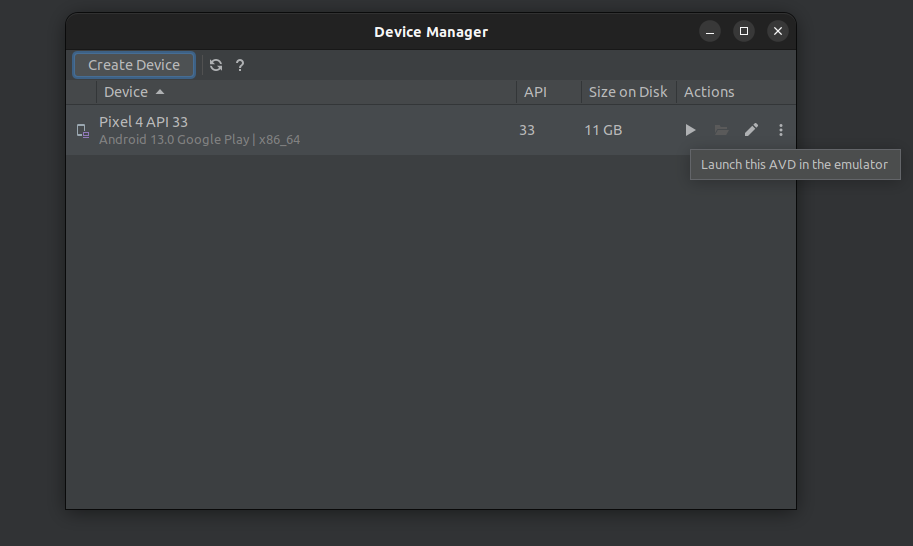 Device Manager
Create Device ?
Device API Size on Disk Actions
Pixel 4 API 33
Android 13.0 Google Play | x86_64
33 11 GB
Launch this AVD in the emulator